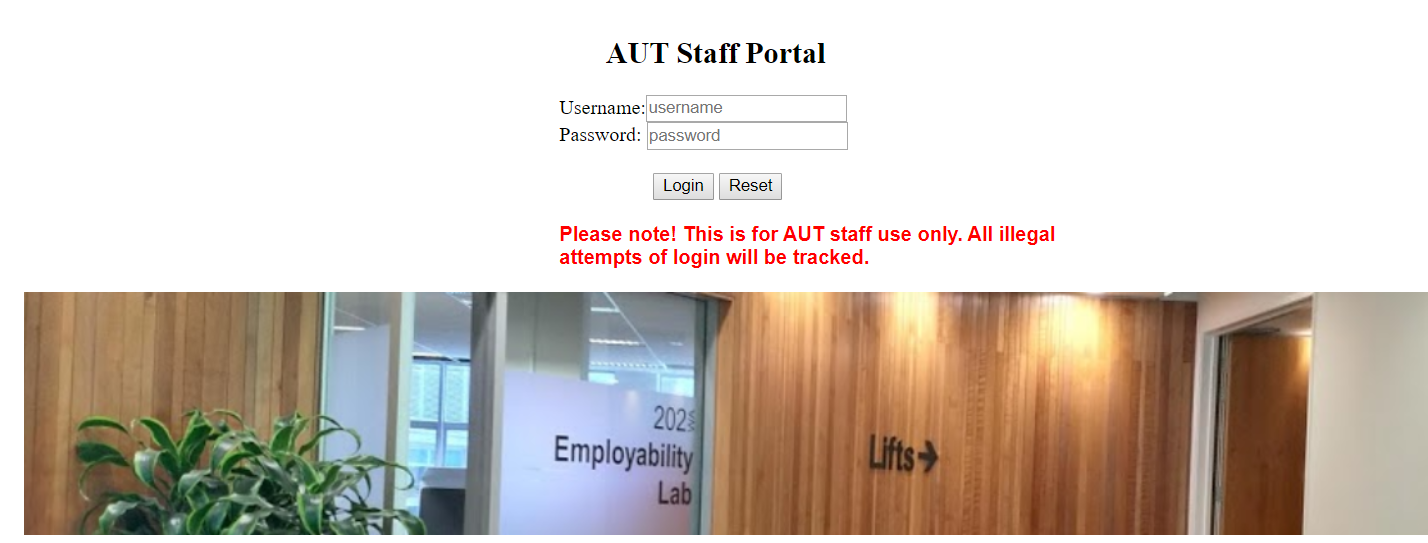 AUT Staff Portal
Username: username
Password: password
Login Reset
Please note! This is for AUT staff use only. All illegal
attempts of login will be tracked.
202
Employability
Lab
Lifts→